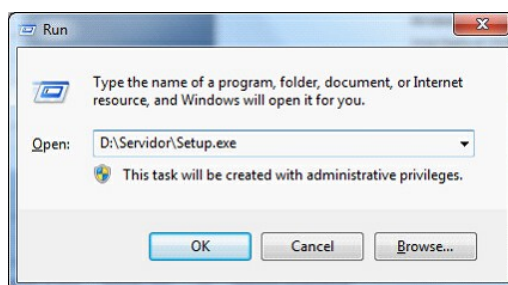 Run
Type the name of a program, folder, document, or Internet
resource, and Windows will open it for you.
Open: D:\Servidor\Setup.exe
This task will be created with administrative privileges.
OK Cancel Browse...